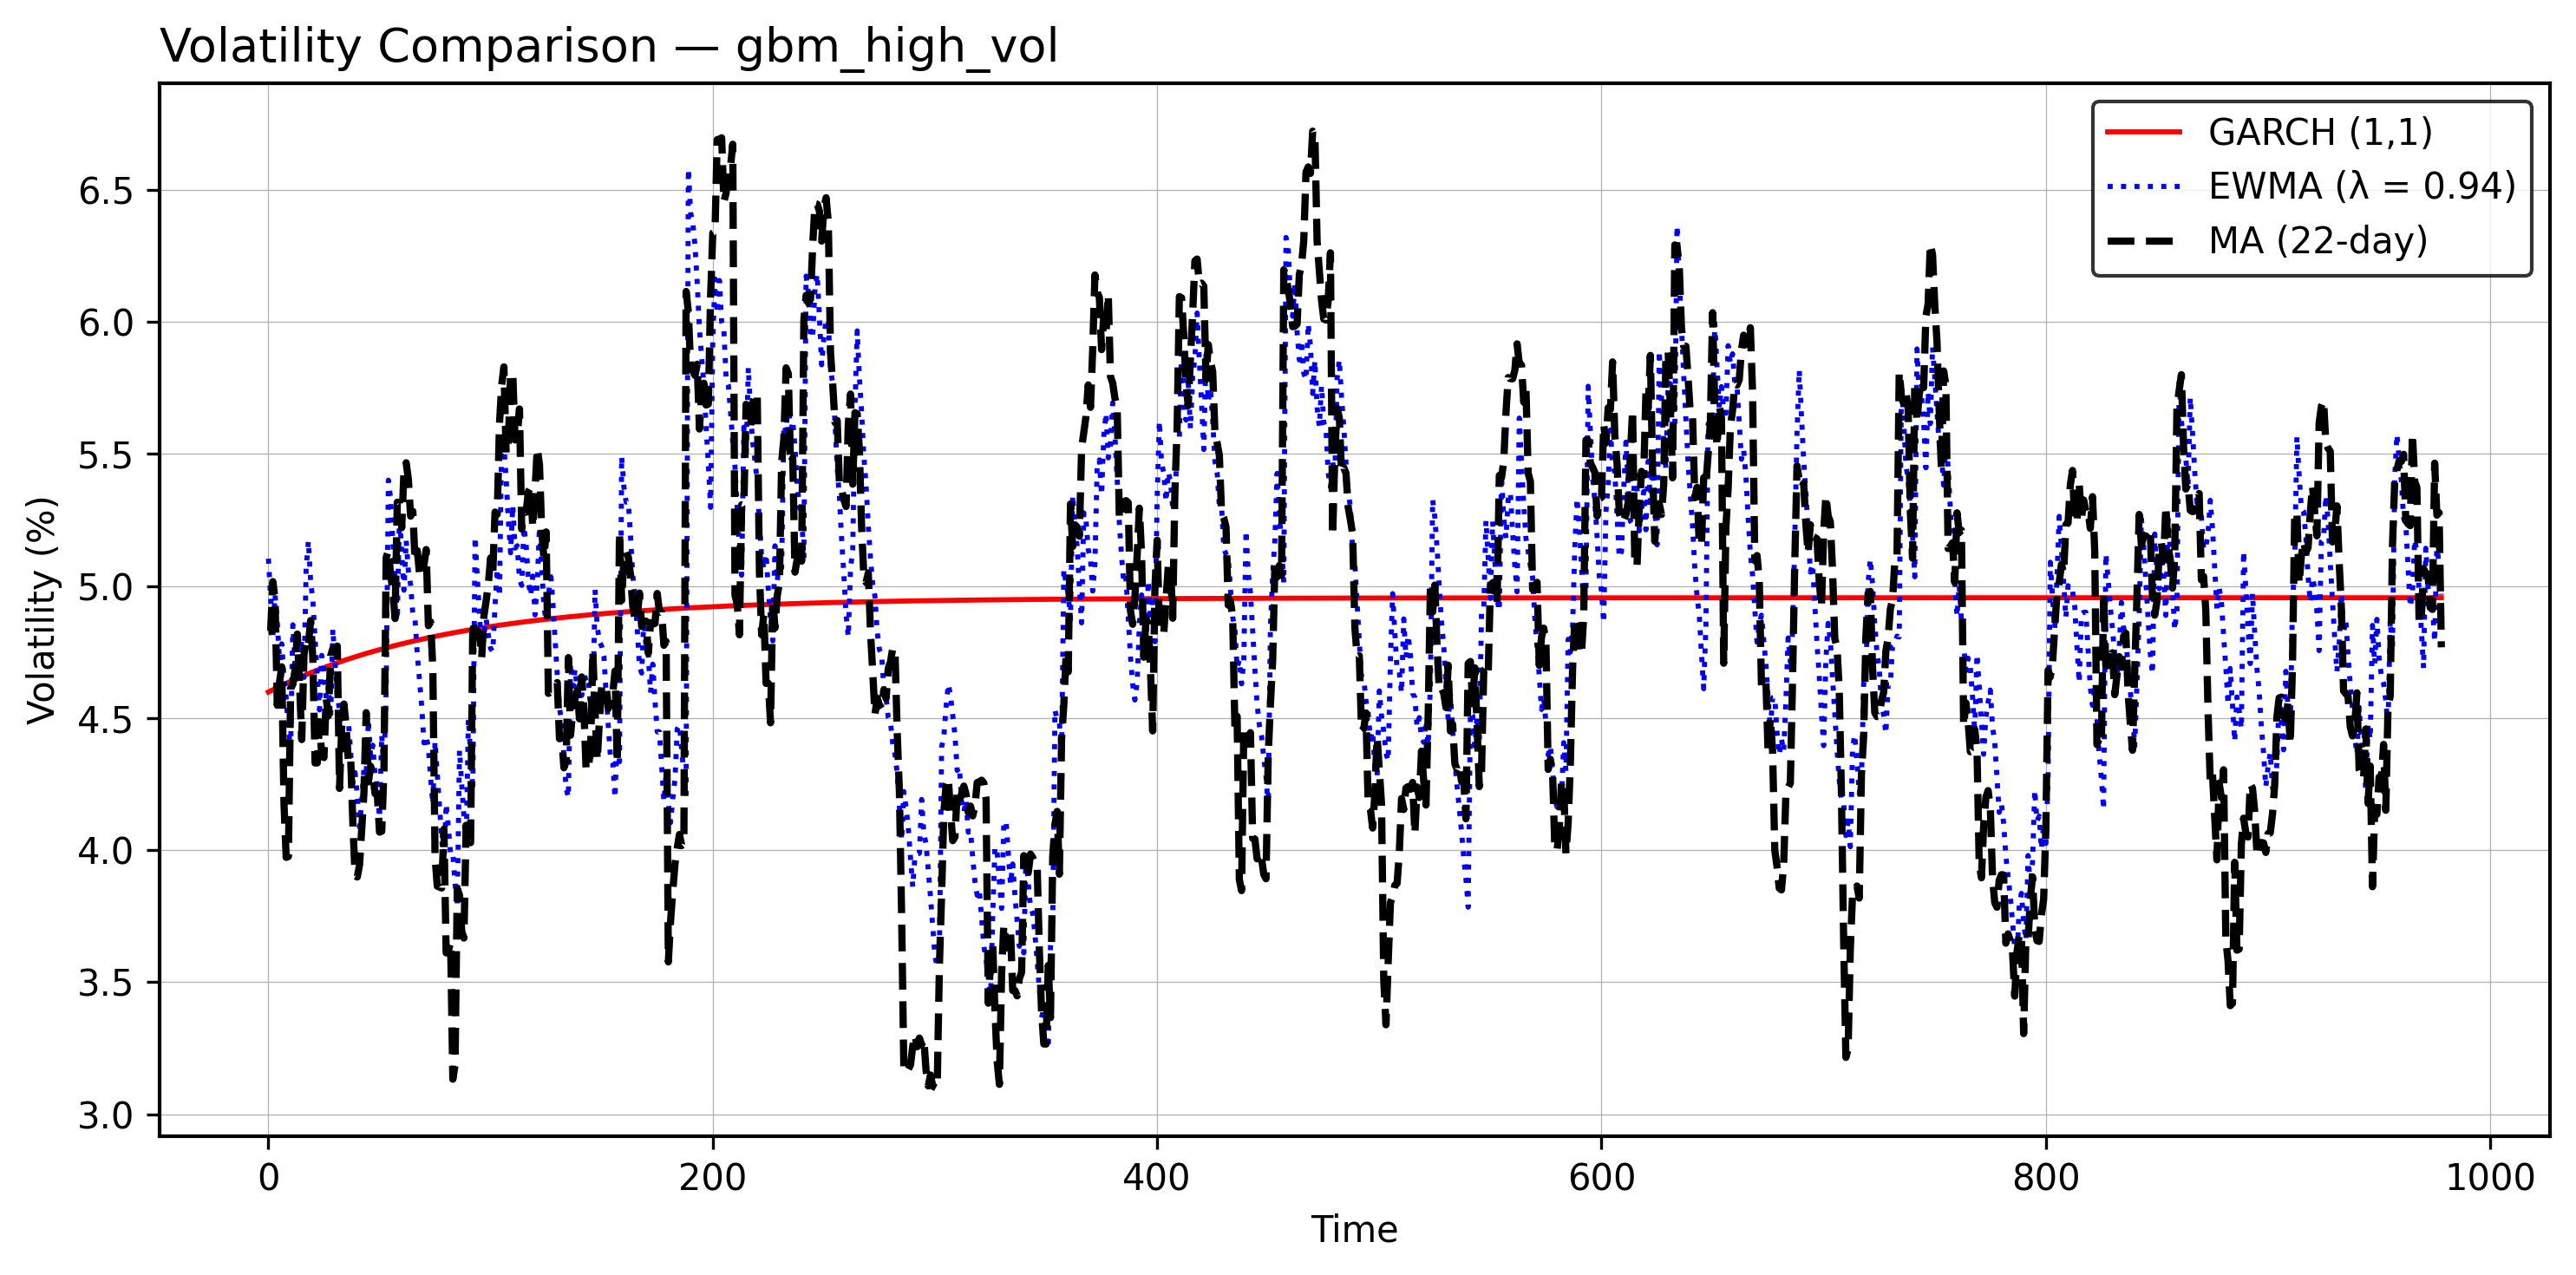 Volatility Comparison — gbm_high_vol
GARCH (1,1)
EWMA (λ = 0.94)
MA (22-day)
Volatility (%)
6.5
6.0
5.5
5.0
4.5
4.0
3.5
3.0
0 200 400 600 800 1000
Time